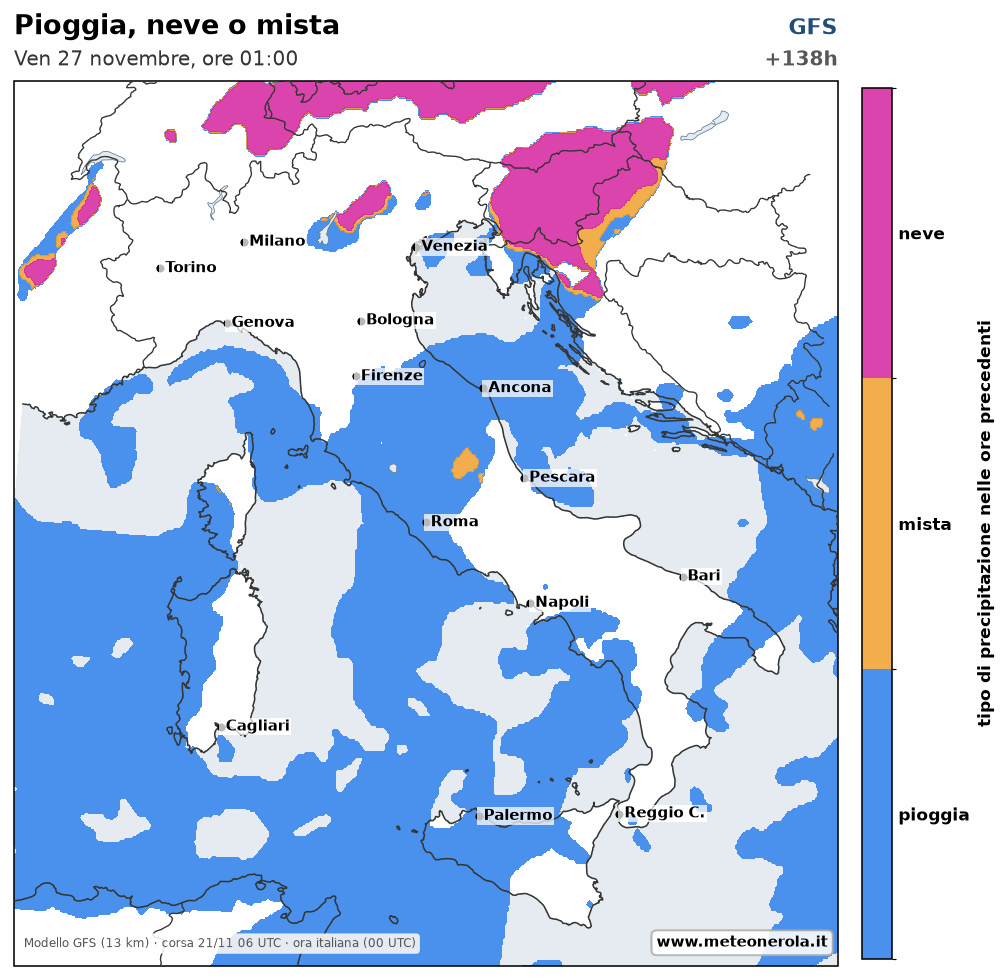 Pioggia, neve o mista
GFS
Ven 27 novembre, ore 01:00
+138h
neve
Milano
Venezia
Torino
Genova
Bologna
Firenze
Ancona
Pescara
Roma
mista
Bari
Napoli
Cagliari
Palermo
Reggio C.
pioggia
tipo di precipitazione nelle ore precedenti
Modello GFS (13 km) · corsa 21/11 06 UTC · ora italiana (00 UTC)
www.meteonerola.it